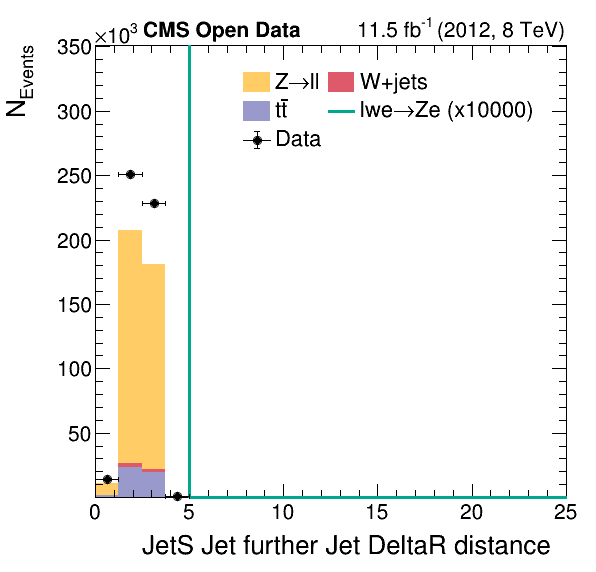 ×10³ CMS Open Data 11.5 fb⁻¹ (2012, 8 TeV)
N_Events
350
300
250
200
150
100
50
Z→ll W+jets
tt̄ lwe→Ze (x10000)
Data
0 5 10 15 20 25
JetS Jet further Jet DeltaR distance